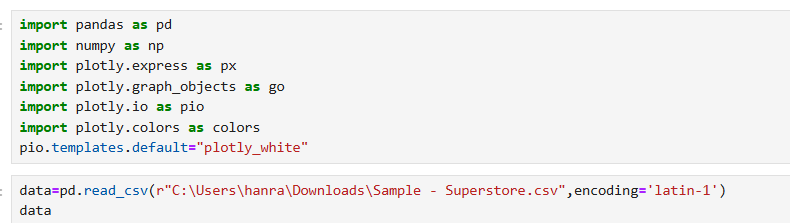 import pandas as pd
import numpy as np
import plotly.express as px
import plotly.graph_objects as go
import plotly.io as pio
import plotly.colors as colors
pio.templates.default="plotly_white"
data=pd.read_csv(r"C:\Users\hanra\Downloads\Sample - Superstore.csv",encoding='latin-1')
data